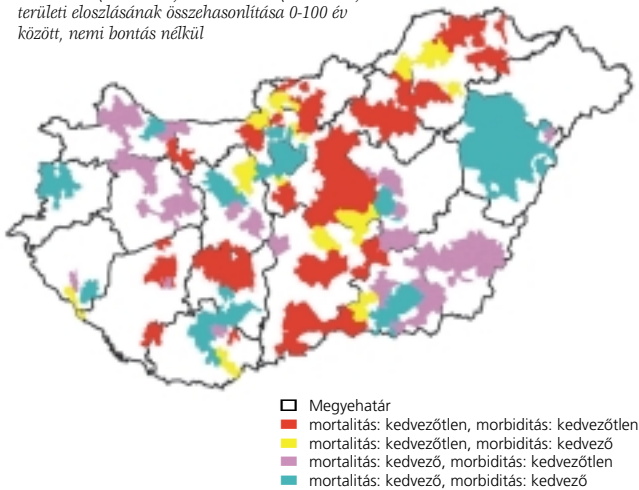 területi eloszlásának összehasonlítása 0-100 év
között, nemi bontás nélkül
Megyehatár
mortalitás: kedvezőtlen, morbiditás: kedvezőtlen
mortalitás: kedvezőtlen, morbiditás: kedvező
mortalitás: kedvező, morbiditás: kedvezőtlen
mortalitás: kedvező, morbiditás: kedvező